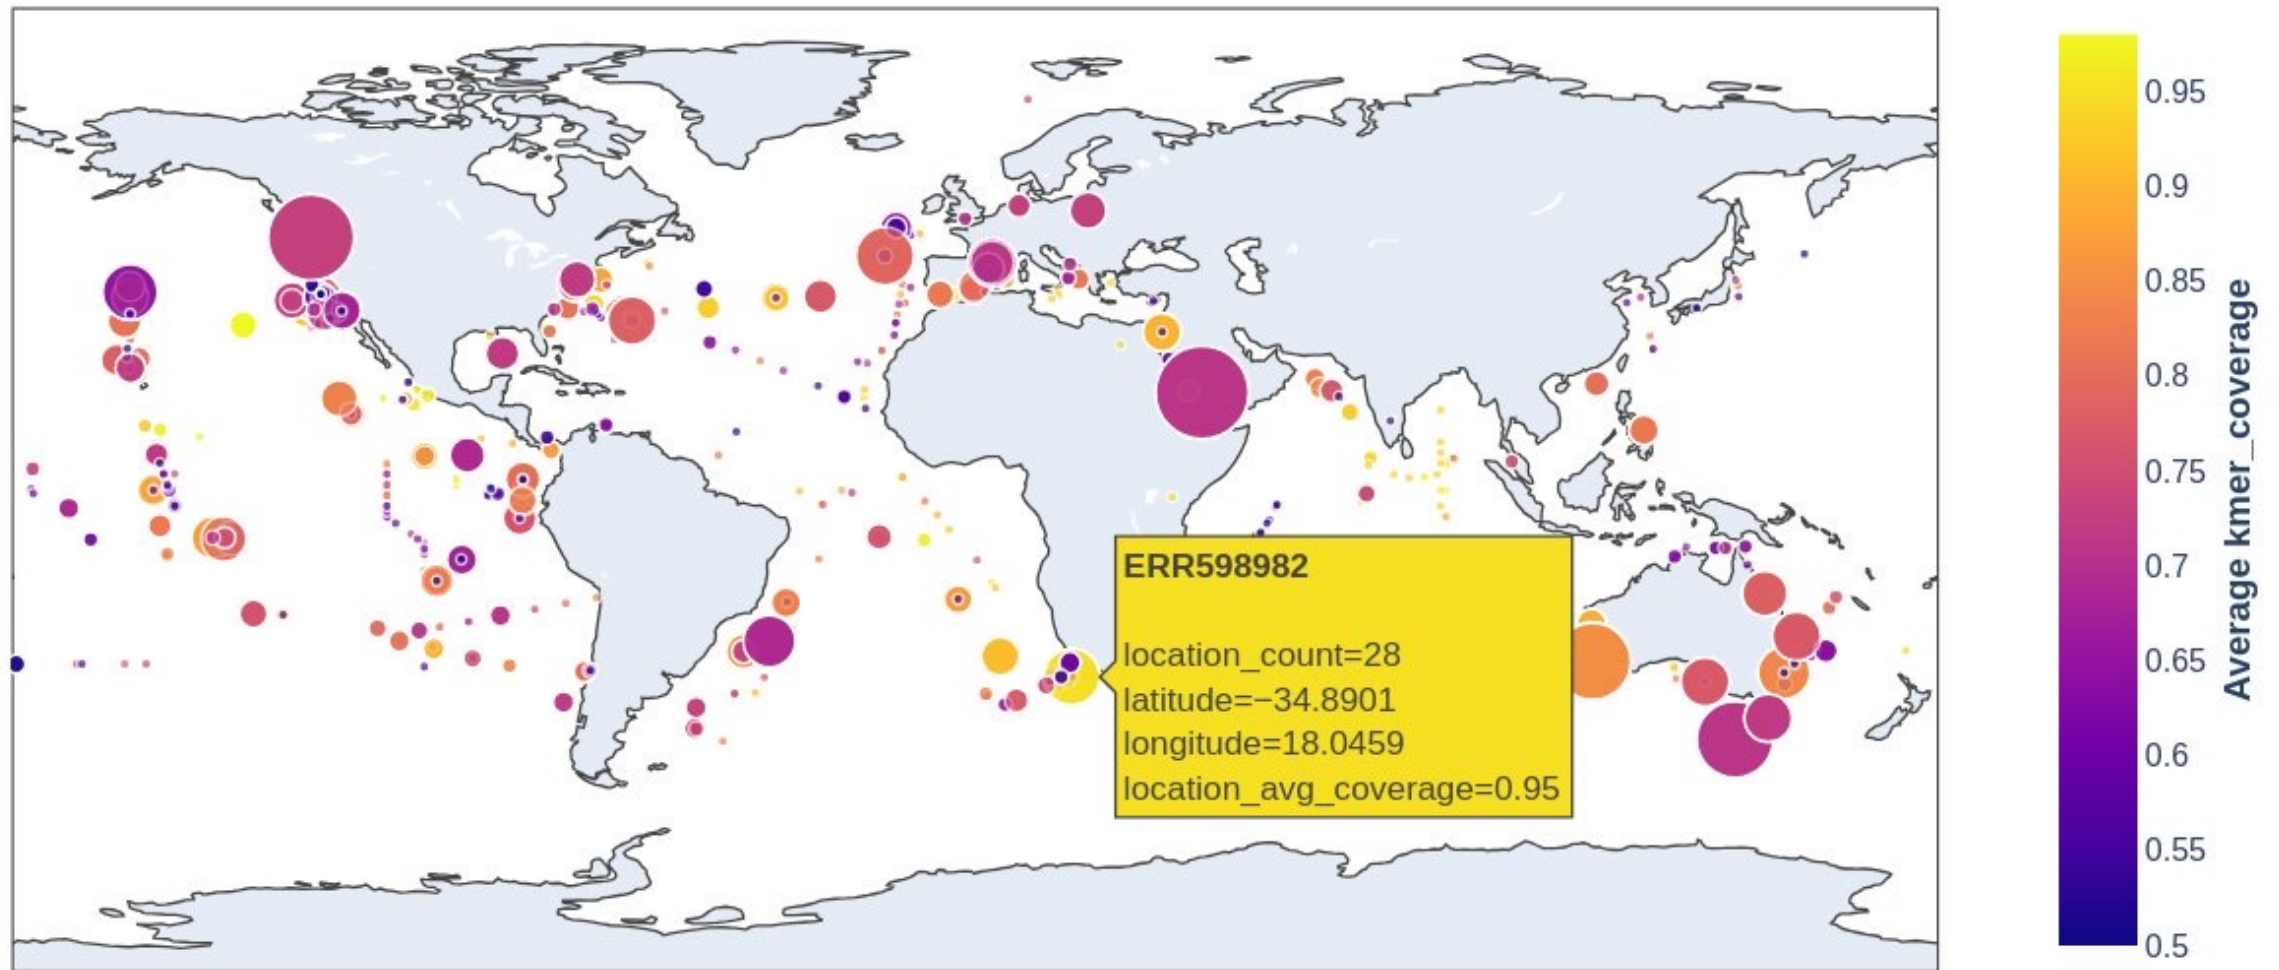 ERR598982
location_count=28
latitude=−34.8901
longitude=18.0459
location_avg_coverage=0.95
0.95
0.9
0.85
0.8
0.75
0.7
0.65
0.6
0.55
0.5
Average kmer_coverage